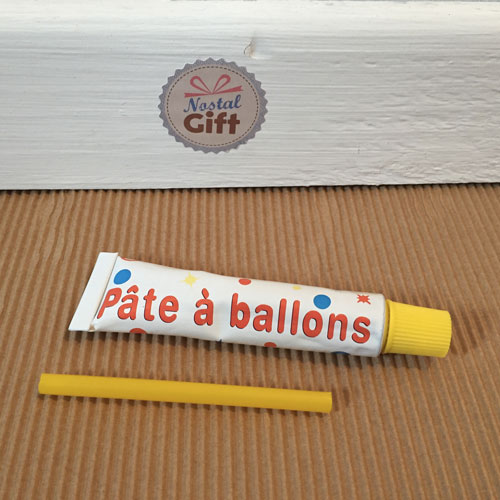 Nostal
Gift
Pâte à ballons